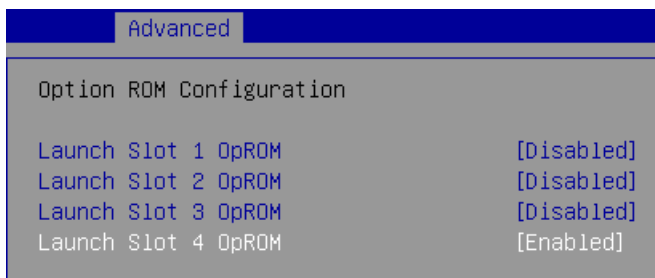 Advanced
Option ROM Configuration
Launch Slot 1 OpROM [Disabled]
Launch Slot 2 OpROM [Disabled]
Launch Slot 3 OpROM [Disabled]
Launch Slot 4 OpROM [Enabled]